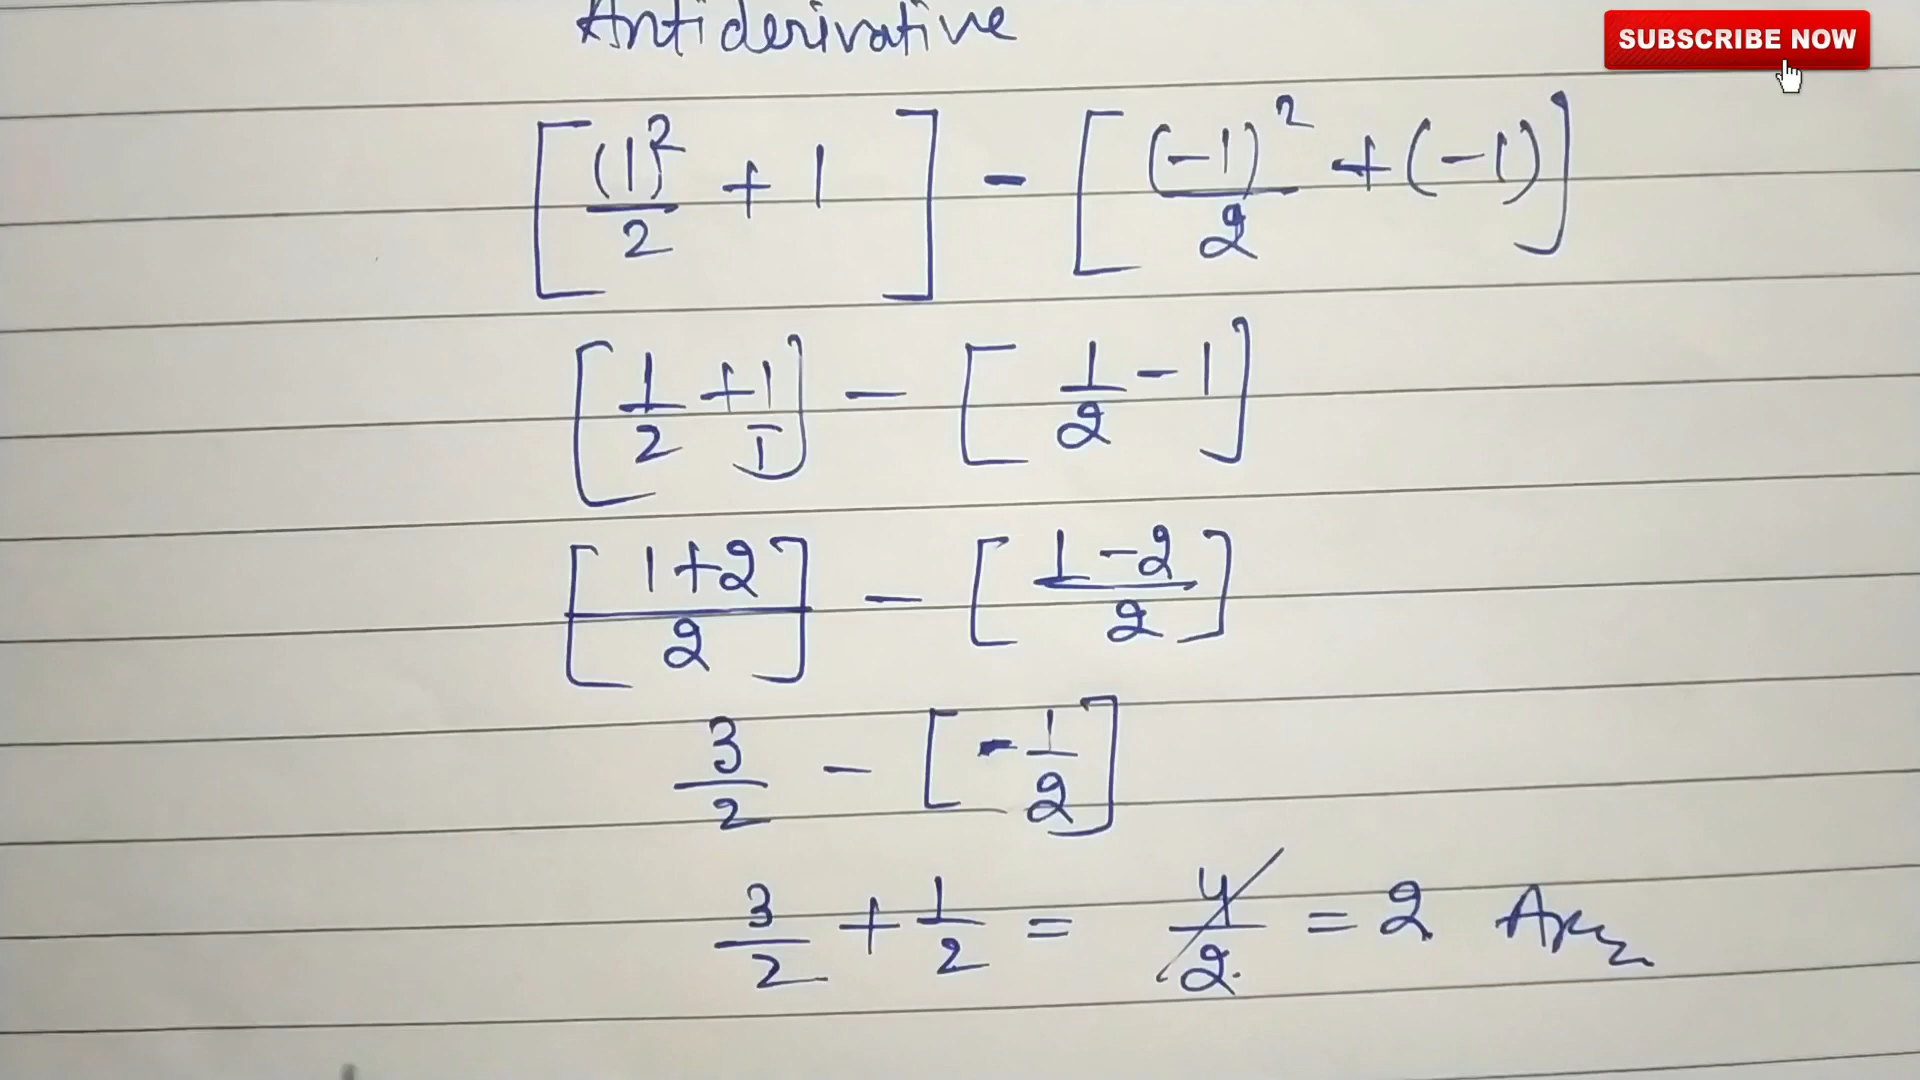 Antiderivative
SUBSCRIBE NOW
[(1)²/2 + 1] - [(-1)²/2 + (-1)]
[1/2 + 1/1] - [1/2 - 1]
[1+2/2] - [1-2/2]
3/2 - [-1/2]
3/2 + 1/2 = 4/2 = 2 Ans